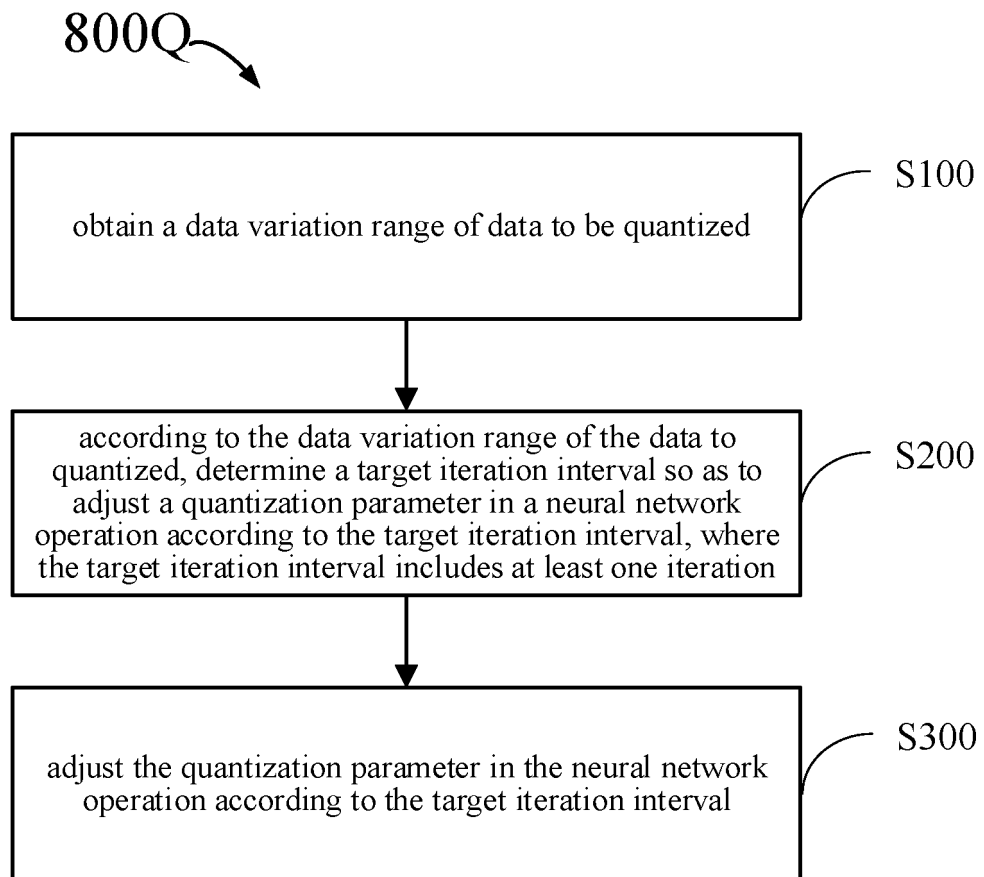 800Q
S100
obtain a data variation range of data to be quantized
S200
according to the data variation range of the data to
quantized, determine a target iteration interval so as to
adjust a quantization parameter in a neural network
operation according to the target iteration interval, where
the target iteration interval includes at least one iteration
S300
adjust the quantization parameter in the neural network
operation according to the target iteration interval